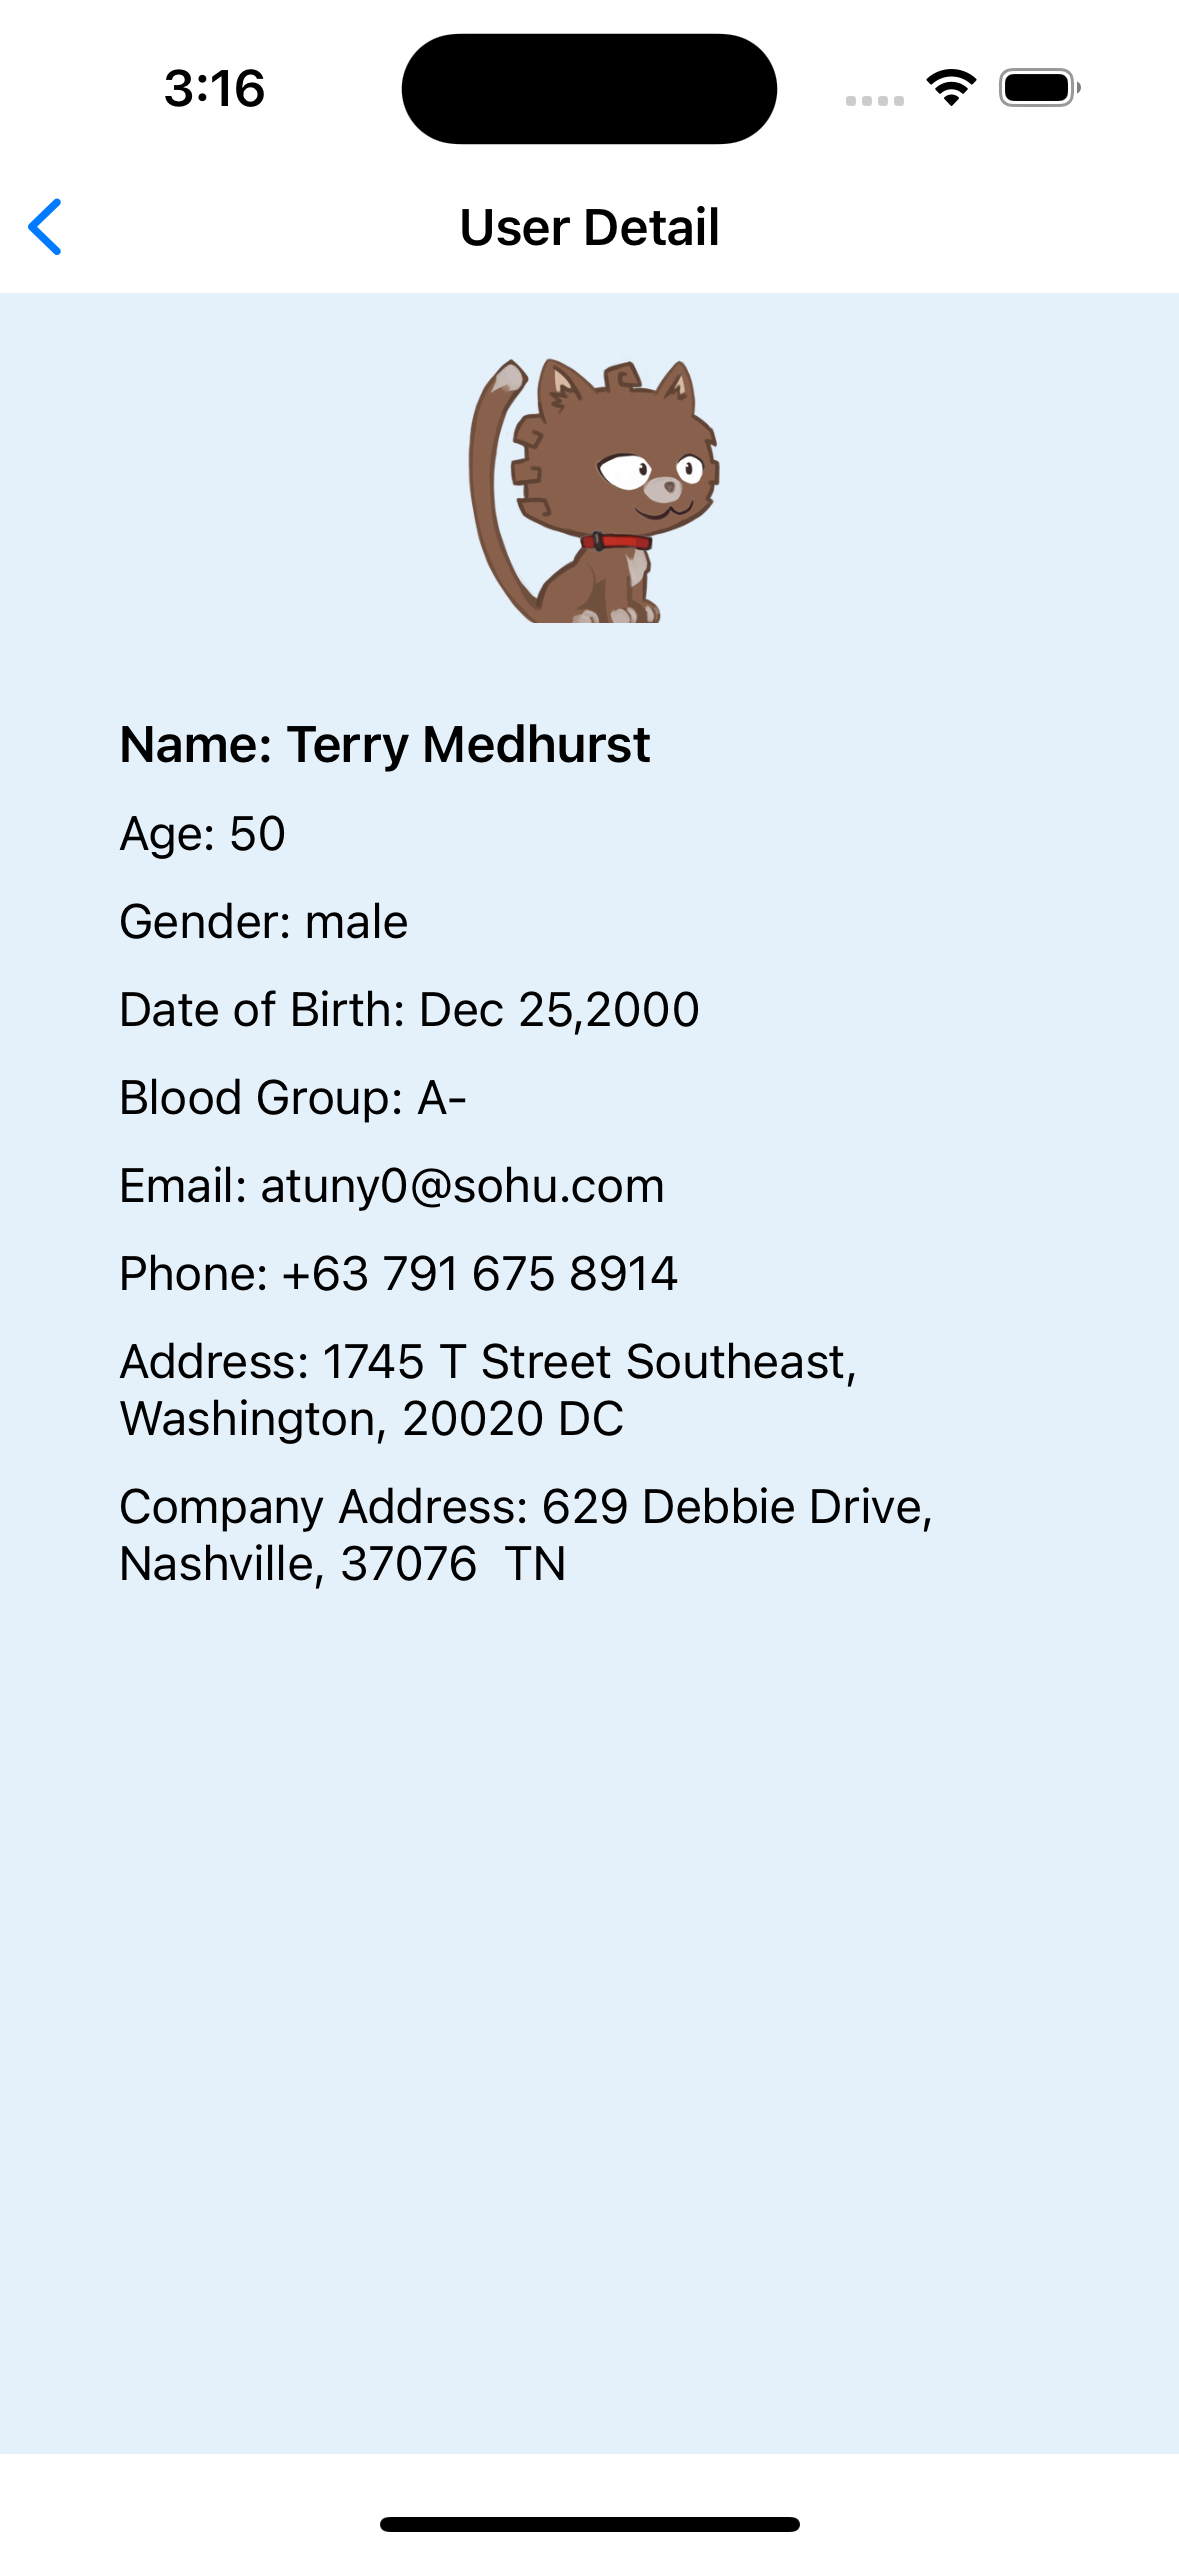 3:16
User Detail
Name: Terry Medhurst
Age: 50
Gender: male
Date of Birth: Dec 25,2000
Blood Group: A-
Email: atuny0@sohu.com
Phone: +63 791 675 8914
Address: 1745 T Street Southeast,
Washington, 20020 DC
Company Address: 629 Debbie Drive,
Nashville, 37076  TN